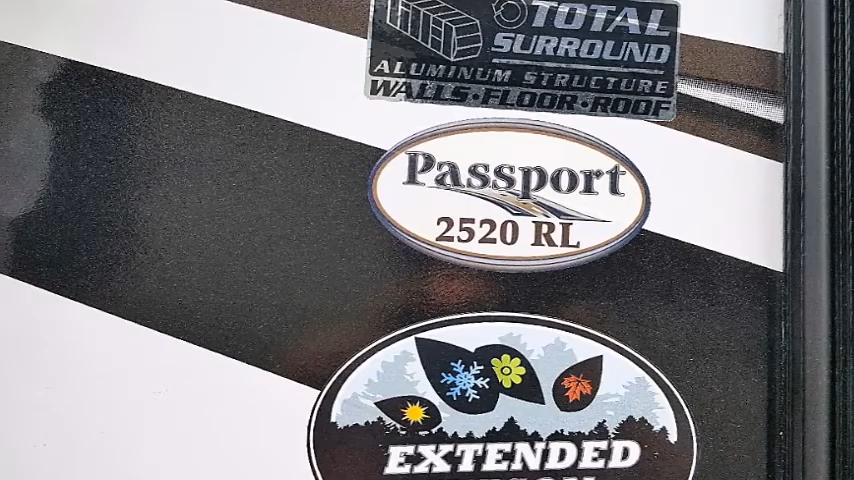 TOTAL
SURROUND
ALUMINUM STRUCTURE
WALLS·FLOOR·ROOF
Passport
2520 RL
EXTENDED